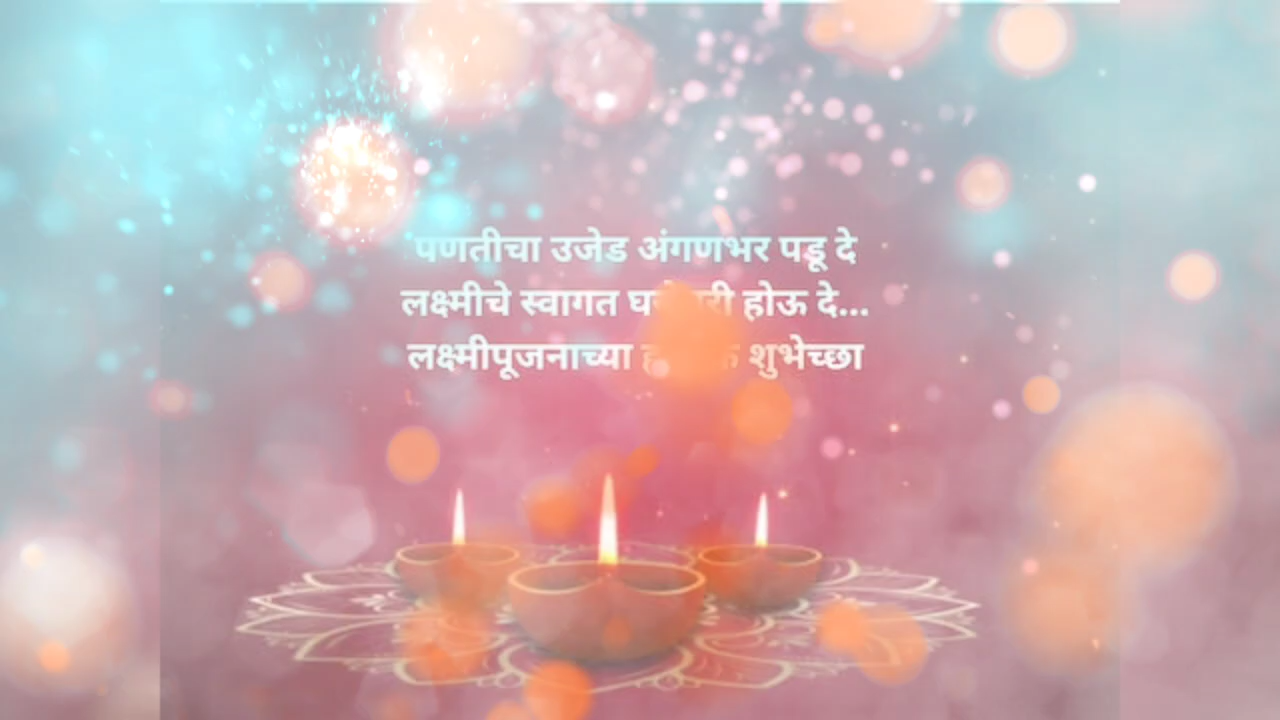 पणतीचा उजेड अंगणभर पडू दे
लक्ष्मीचे स्वागत होऊ दे...
लक्ष्मीपूजनाच्या शुभेच्छा